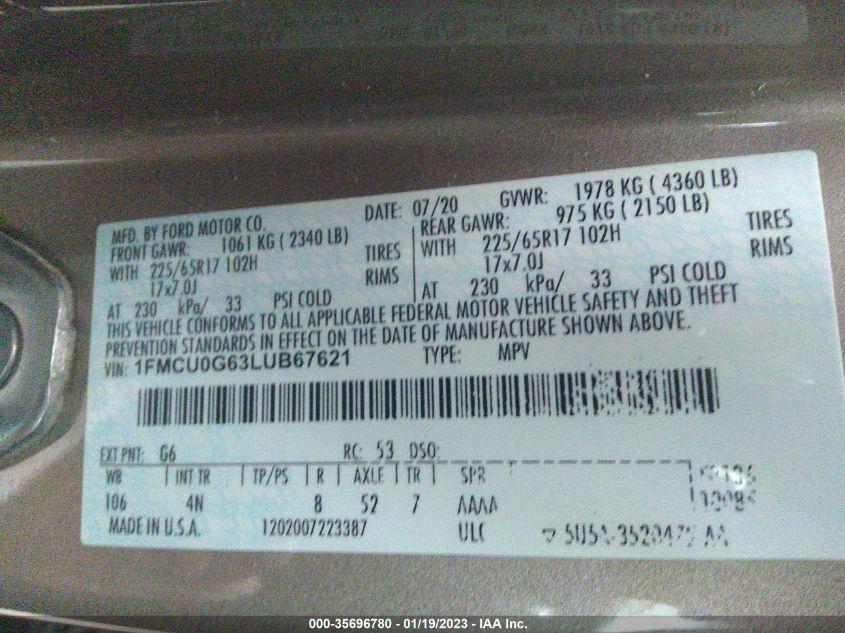 MFD. BY FORD MOTOR CO. DATE: 07/20 GVWR: 1978 KG ( 4360 LB)
FRONT GAWR: 1061 KG ( 2340 LB) REAR GAWR: 975 KG ( 2150 LB)
WITH 225/65R17 102H TIRES WITH 225/65R17 102H TIRES
17x7.0J RIMS 17x7.0J RIMS
AT 230 kPa/ 33 PSI COLD AT 230 kPa/ 33 PSI COLD
THIS VEHICLE CONFORMS TO ALL APPLICABLE FEDERAL MOTOR VEHICLE SAFETY AND THEFT
PREVENTION STANDARDS IN EFFECT ON THE DATE OF MANUFACTURE SHOWN ABOVE.
VIN: 1FMCU0G63LUB67621 TYPE: MPV
EXT PNT: G6 RC: 53 DSO:
WB INT TR TP/PS R AXLE TR SPR
106 4N 8 52 7 AAAA
MADE IN U.S.A. 1202007223387 ULC
000-35696780 - 01/19/2023 - IAA Inc.